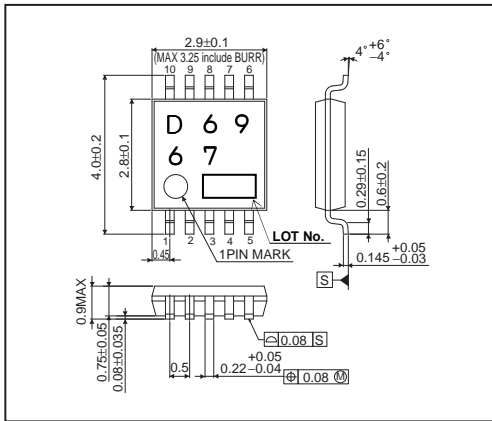 2.9±0.1
(MAX 3.25 include BURR)
10 9 8 7 6
4.0±0.2
2.8±0.1
D 6 9
6 7
LOT No.
1 2 3 4 5
1PIN MARK
0.45
4° +6° −4°
0.29±0.15
0.6±0.2
0.145 +0.05 −0.03
S
0.9MAX
0.75±0.05
0.08±0.035
⌓ 0.08 S
0.5
0.22 +0.05 −0.04
⌖ 0.08 Ⓜ